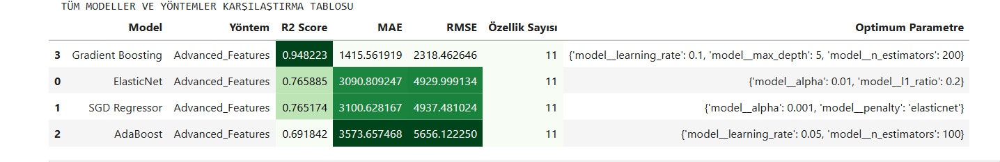 TÜM MODELLER VE YÖNTEMLER KARŞILAŞTIRMA TABLOSU
Model Yöntem R2 Score MAE RMSE Özellik Sayısı Optimum Parametre
3 Gradient Boosting Advanced_Features 0.948223 1415.561919 2318.462646 11 {'model__learning_rate': 0.1, 'model__max_depth': 5, 'model__n_estimators': 200}
0 ElasticNet Advanced_Features 0.765885 3090.809247 4929.999134 11 {'model__alpha': 0.01, 'model__l1_ratio': 0.2}
1 SGD Regressor Advanced_Features 0.765174 3100.628167 4937.481024 11 {'model__alpha': 0.001, 'model__penalty': 'elasticnet'}
2 AdaBoost Advanced_Features 0.691842 3573.657468 5656.122250 11 {'model__learning_rate': 0.05, 'model__n_estimators': 100}